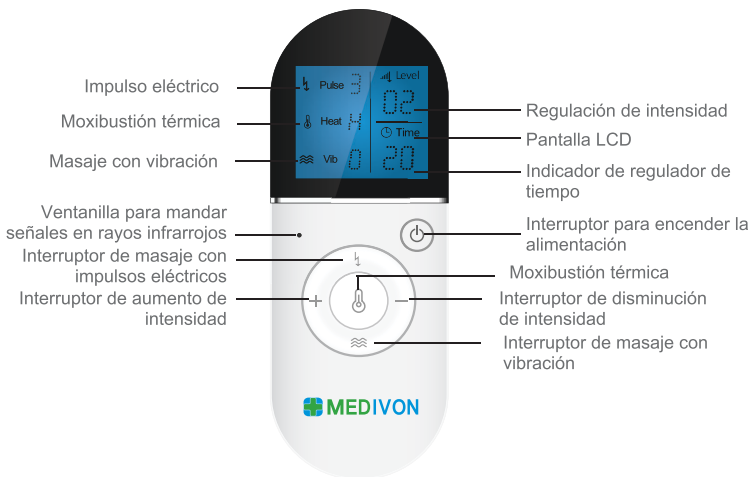 Impulso eléctrico
Moxibustión térmica
Masaje con vibración
Ventanilla para mandar
señales en rayos infrarrojos
Interruptor de masaje con
impulsos eléctricos
Interruptor de aumento de
intensidad
Pulse 3
Heat H
Vib 0
Level
02
Time
20
Regulación de intensidad
Pantalla LCD
Indicador de regulador de
tiempo
Interruptor para encender la
alimentación
Moxibustión térmica
Interruptor de disminución
de intensidad
Interruptor de masaje con
vibración
+
−
MEDIVON